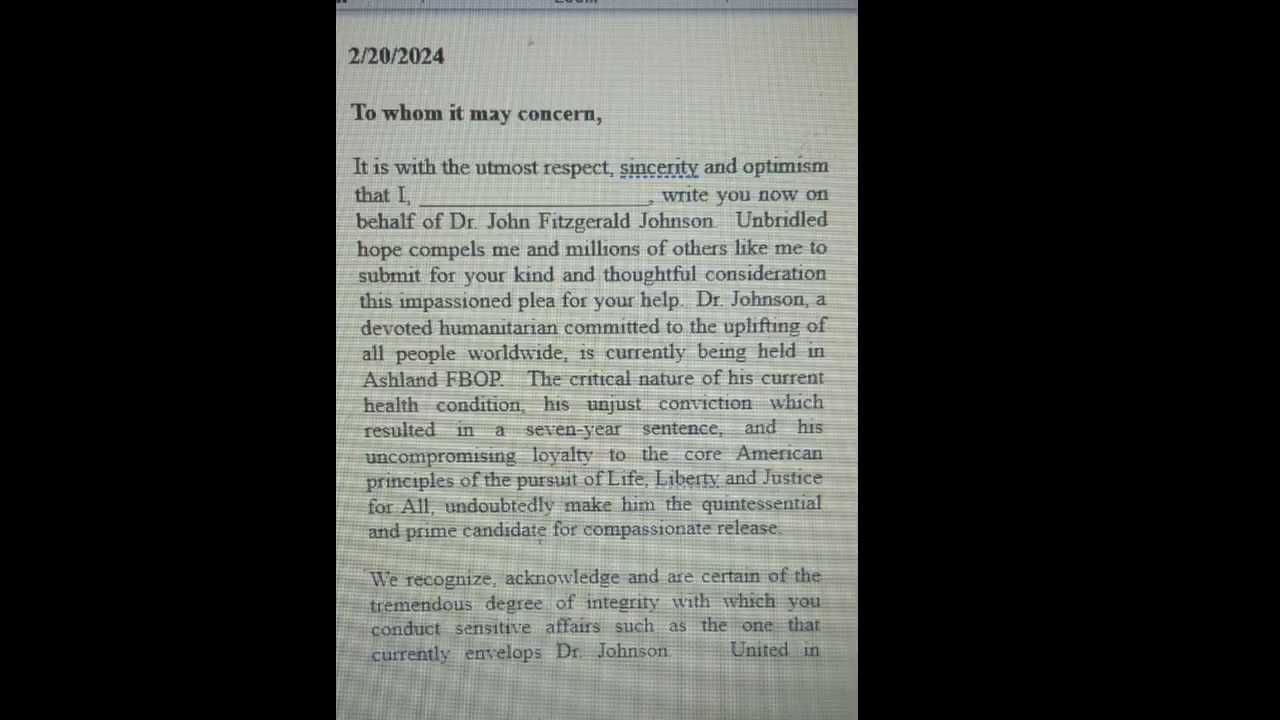 2/20/2024
To whom it may concern,
It is with the utmost respect, sincerity and optimism
that I, ______________________, write you now on
behalf of Dr. John Fitzgerald Johnson. Unbridled
hope compels me and millions of others like me to
submit for your kind and thoughtful consideration
this impassioned plea for your help. Dr. Johnson, a
devoted humanitarian committed to the uplifting of
all people worldwide, is currently being held in
Ashland FBOP. The critical nature of his current
health condition, his unjust conviction which
resulted in a seven-year sentence, and his
uncompromising loyalty to the core American
principles of the pursuit of Life, Liberty and Justice
for All, undoubtedly make him the quintessential
and prime candidate for compassionate release.
We recognize, acknowledge and are certain of the
tremendous degree of integrity with which you
conduct sensitive affairs such as the one that
currently envelops Dr. Johnson. United in